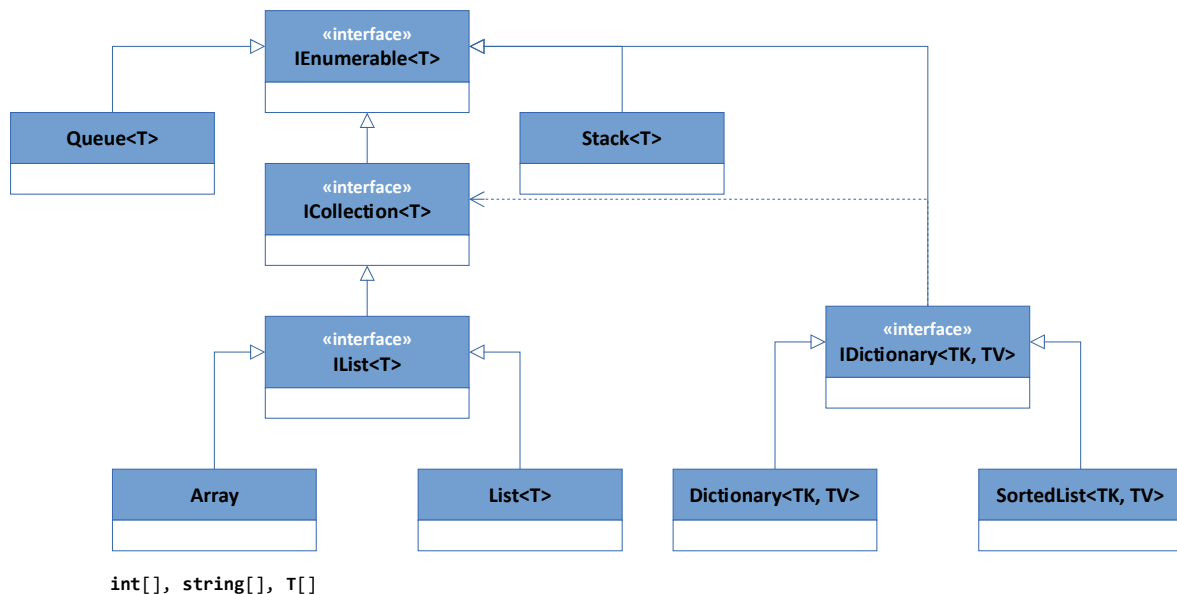 «interface»
IEnumerable<T>
Queue<T>
Stack<T>
«interface»
ICollection<T>
«interface»
IList<T>
«interface»
IDictionary<TK, TV>
Array
List<T>
Dictionary<TK, TV>
SortedList<TK, TV>
int[], string[], T[]